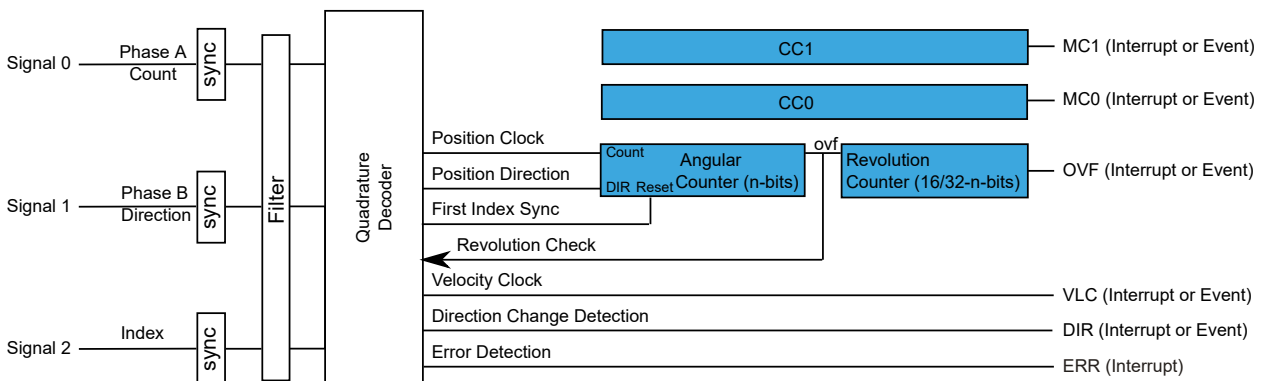 Signal 0
Phase A
Count
sync
Signal 1
Phase B
Direction
sync
Signal 2
Index
sync
Filter
Quadrature
Decoder
CC1
MC1 (Interrupt or Event)
CC0
MC0 (Interrupt or Event)
Position Clock
Position Direction
First Index Sync
Revolution Check
Velocity Clock
Direction Change Detection
Error Detection
Count
Angular
DIR Reset Counter (n-bits)
ovf
Revolution
Counter (16/32-n-bits)
OVF (Interrupt or Event)
VLC (Interrupt or Event)
DIR (Interrupt or Event)
ERR (Interrupt)